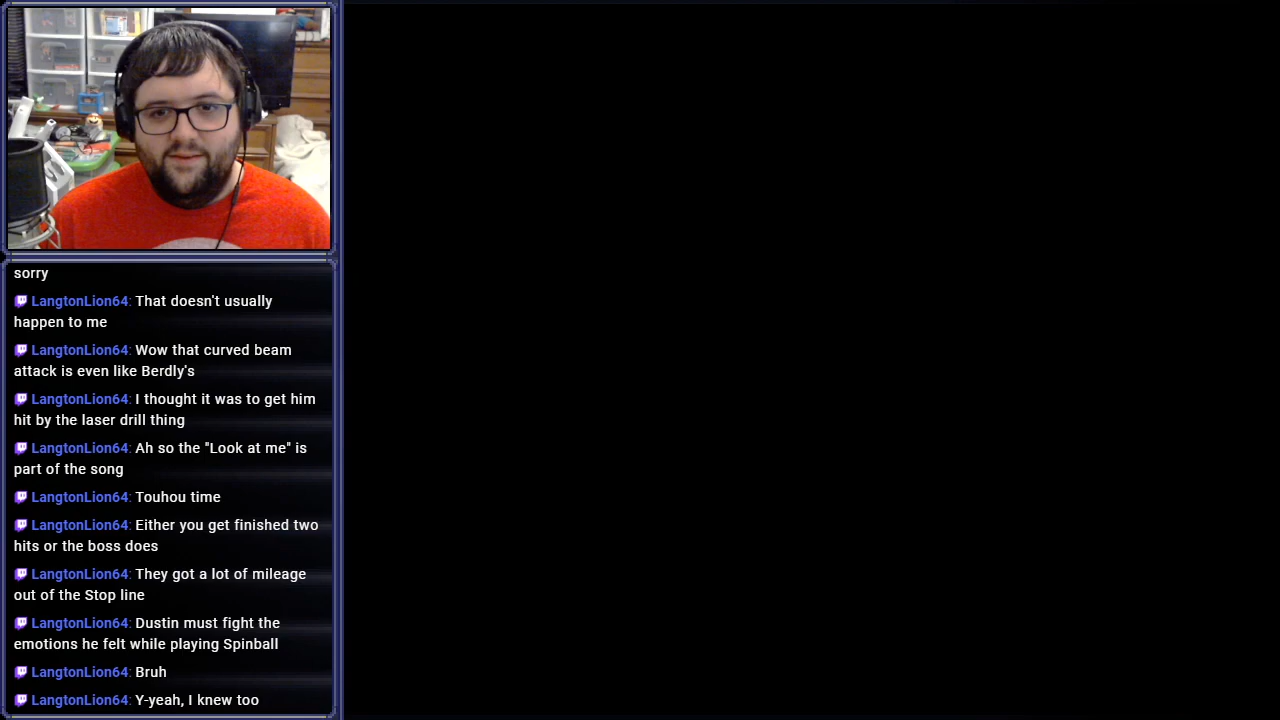 sorry
LangtonLion64: That doesn't usually
happen to me
LangtonLion64: Wow that curved beam
attack is even like Berdly's
LangtonLion64: I thought it was to get him
hit by the laser drill thing
LangtonLion64: Ah so the "Look at me" is
part of the song
LangtonLion64: Touhou time
LangtonLion64: Either you get finished two
hits or the boss does
LangtonLion64: They got a lot of mileage
out of the Stop line
LangtonLion64: Dustin must fight the
emotions he felt while playing Spinball
LangtonLion64: Bruh
LangtonLion64: Y-yeah, I knew too